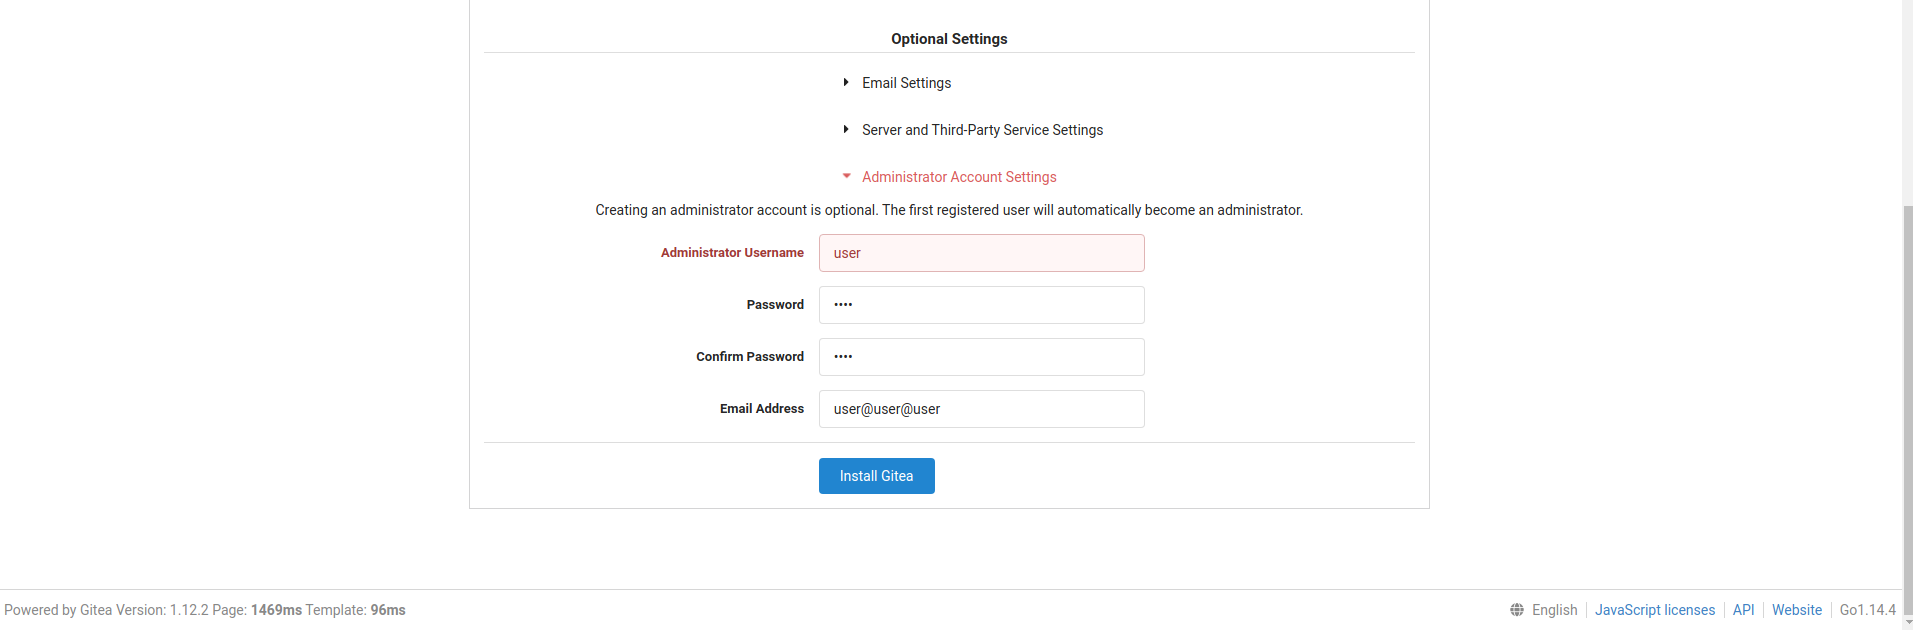 Optional Settings
Email Settings
Server and Third-Party Service Settings
Administrator Account Settings
Creating an administrator account is optional. The first registered user will automatically become an administrator.
Administrator Username user
Password ••••
Confirm Password ••••
Email Address user@user@user
Install Gitea
Powered by Gitea Version: 1.12.2 Page: 1469ms Template: 96ms English JavaScript licenses API Website Go1.14.4